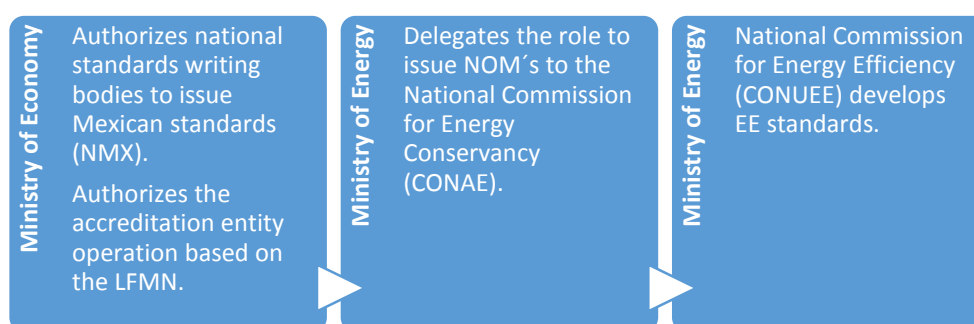 Ministry of Economy
Authorizes national
standards writing
bodies to issue
Mexican standards
(NMX).
Authorizes the
accreditation entity
operation based on
the LFMN.
Ministry of Energy
Delegates the role to
issue NOM´s to the
National Commission
for Energy
Conservancy
(CONAE).
Ministry of Energy
National Commission
for Energy Efficiency
(CONUEE) develops
EE standards.